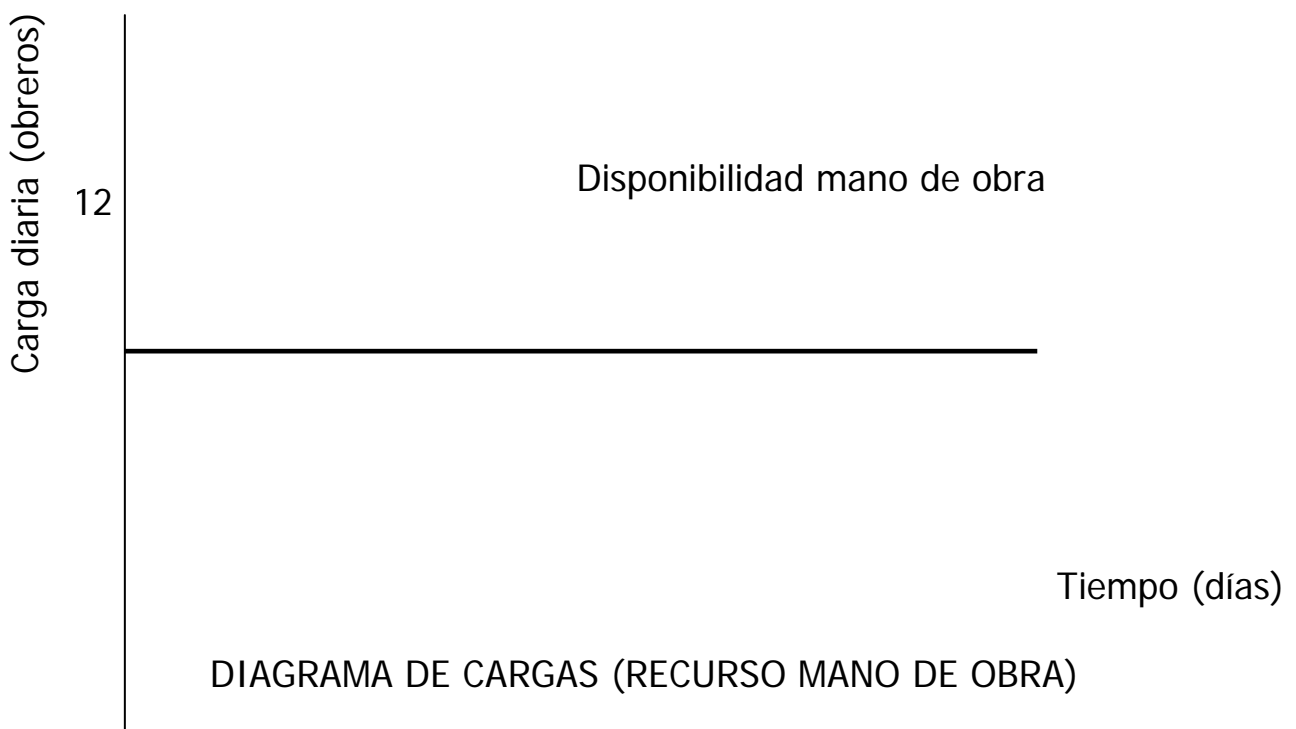 Carga diaria (obreros)
Disponibilidad mano de obra
12
Tiempo (días)
DIAGRAMA DE CARGAS (RECURSO MANO DE OBRA)